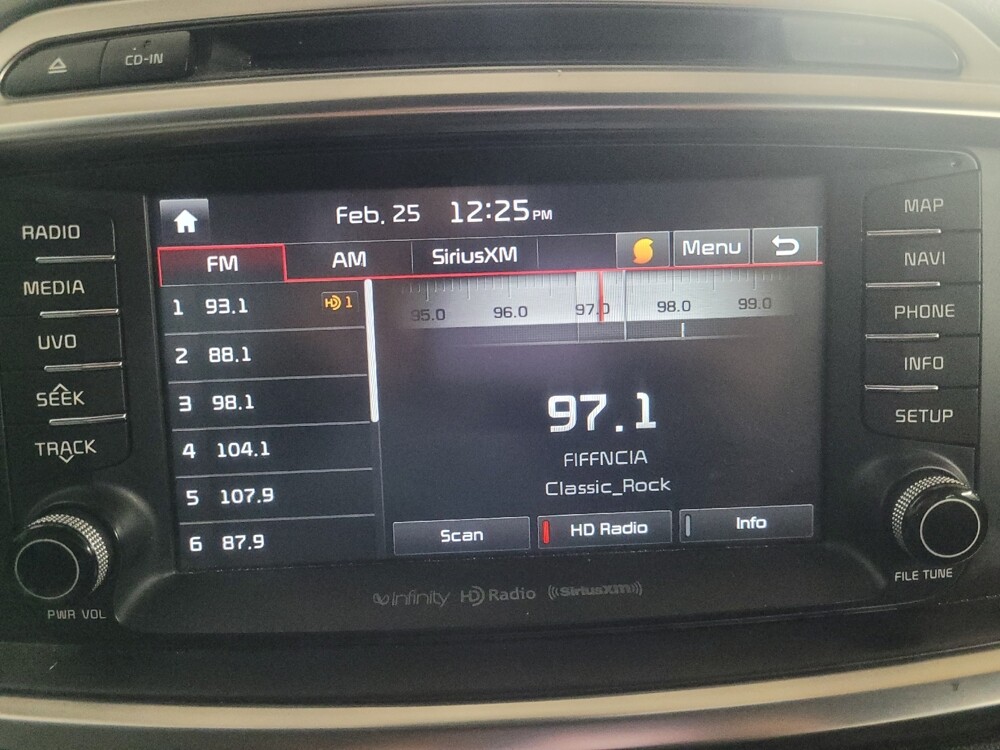 CD-IN
RADIO
MEDIA
UVO
SEEK
TRACK
PWR VOL
Feb. 25 12:25 PM
FM AM SiriusXM Menu
1 93.1 HD 1
2 88.1
3 98.1
4 104.1
5 107.9
6 87.9
95.0 96.0 97.0 98.0 99.0
97.1
FIFFNCIA
Classic_Rock
Scan HD Radio Info
MAP
NAVI
PHONE
INFO
SETUP
FILE TUNE
Infinity HD Radio ((SiriusXM))